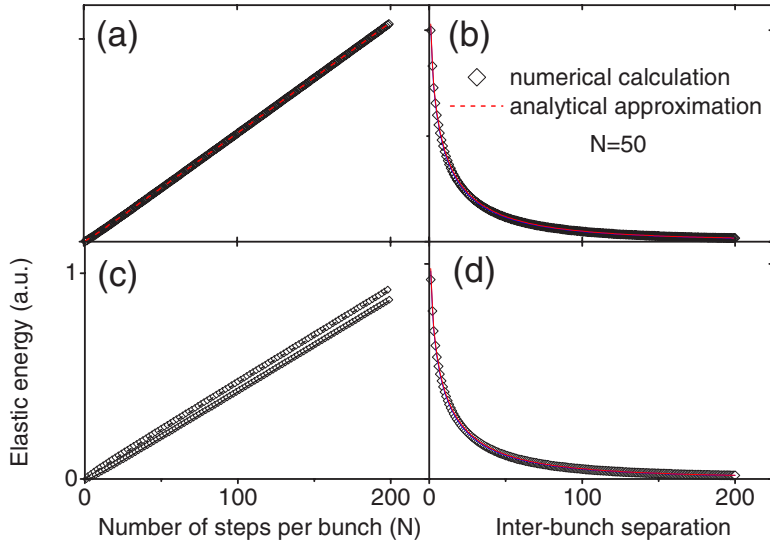 (a)
(b)
numerical calculation
analytical approximation
N=50
(c)
(d)
1
0
Elastic energy (a.u.)
0 100 200
0 100 200
Number of steps per bunch (N)
Inter-bunch separation